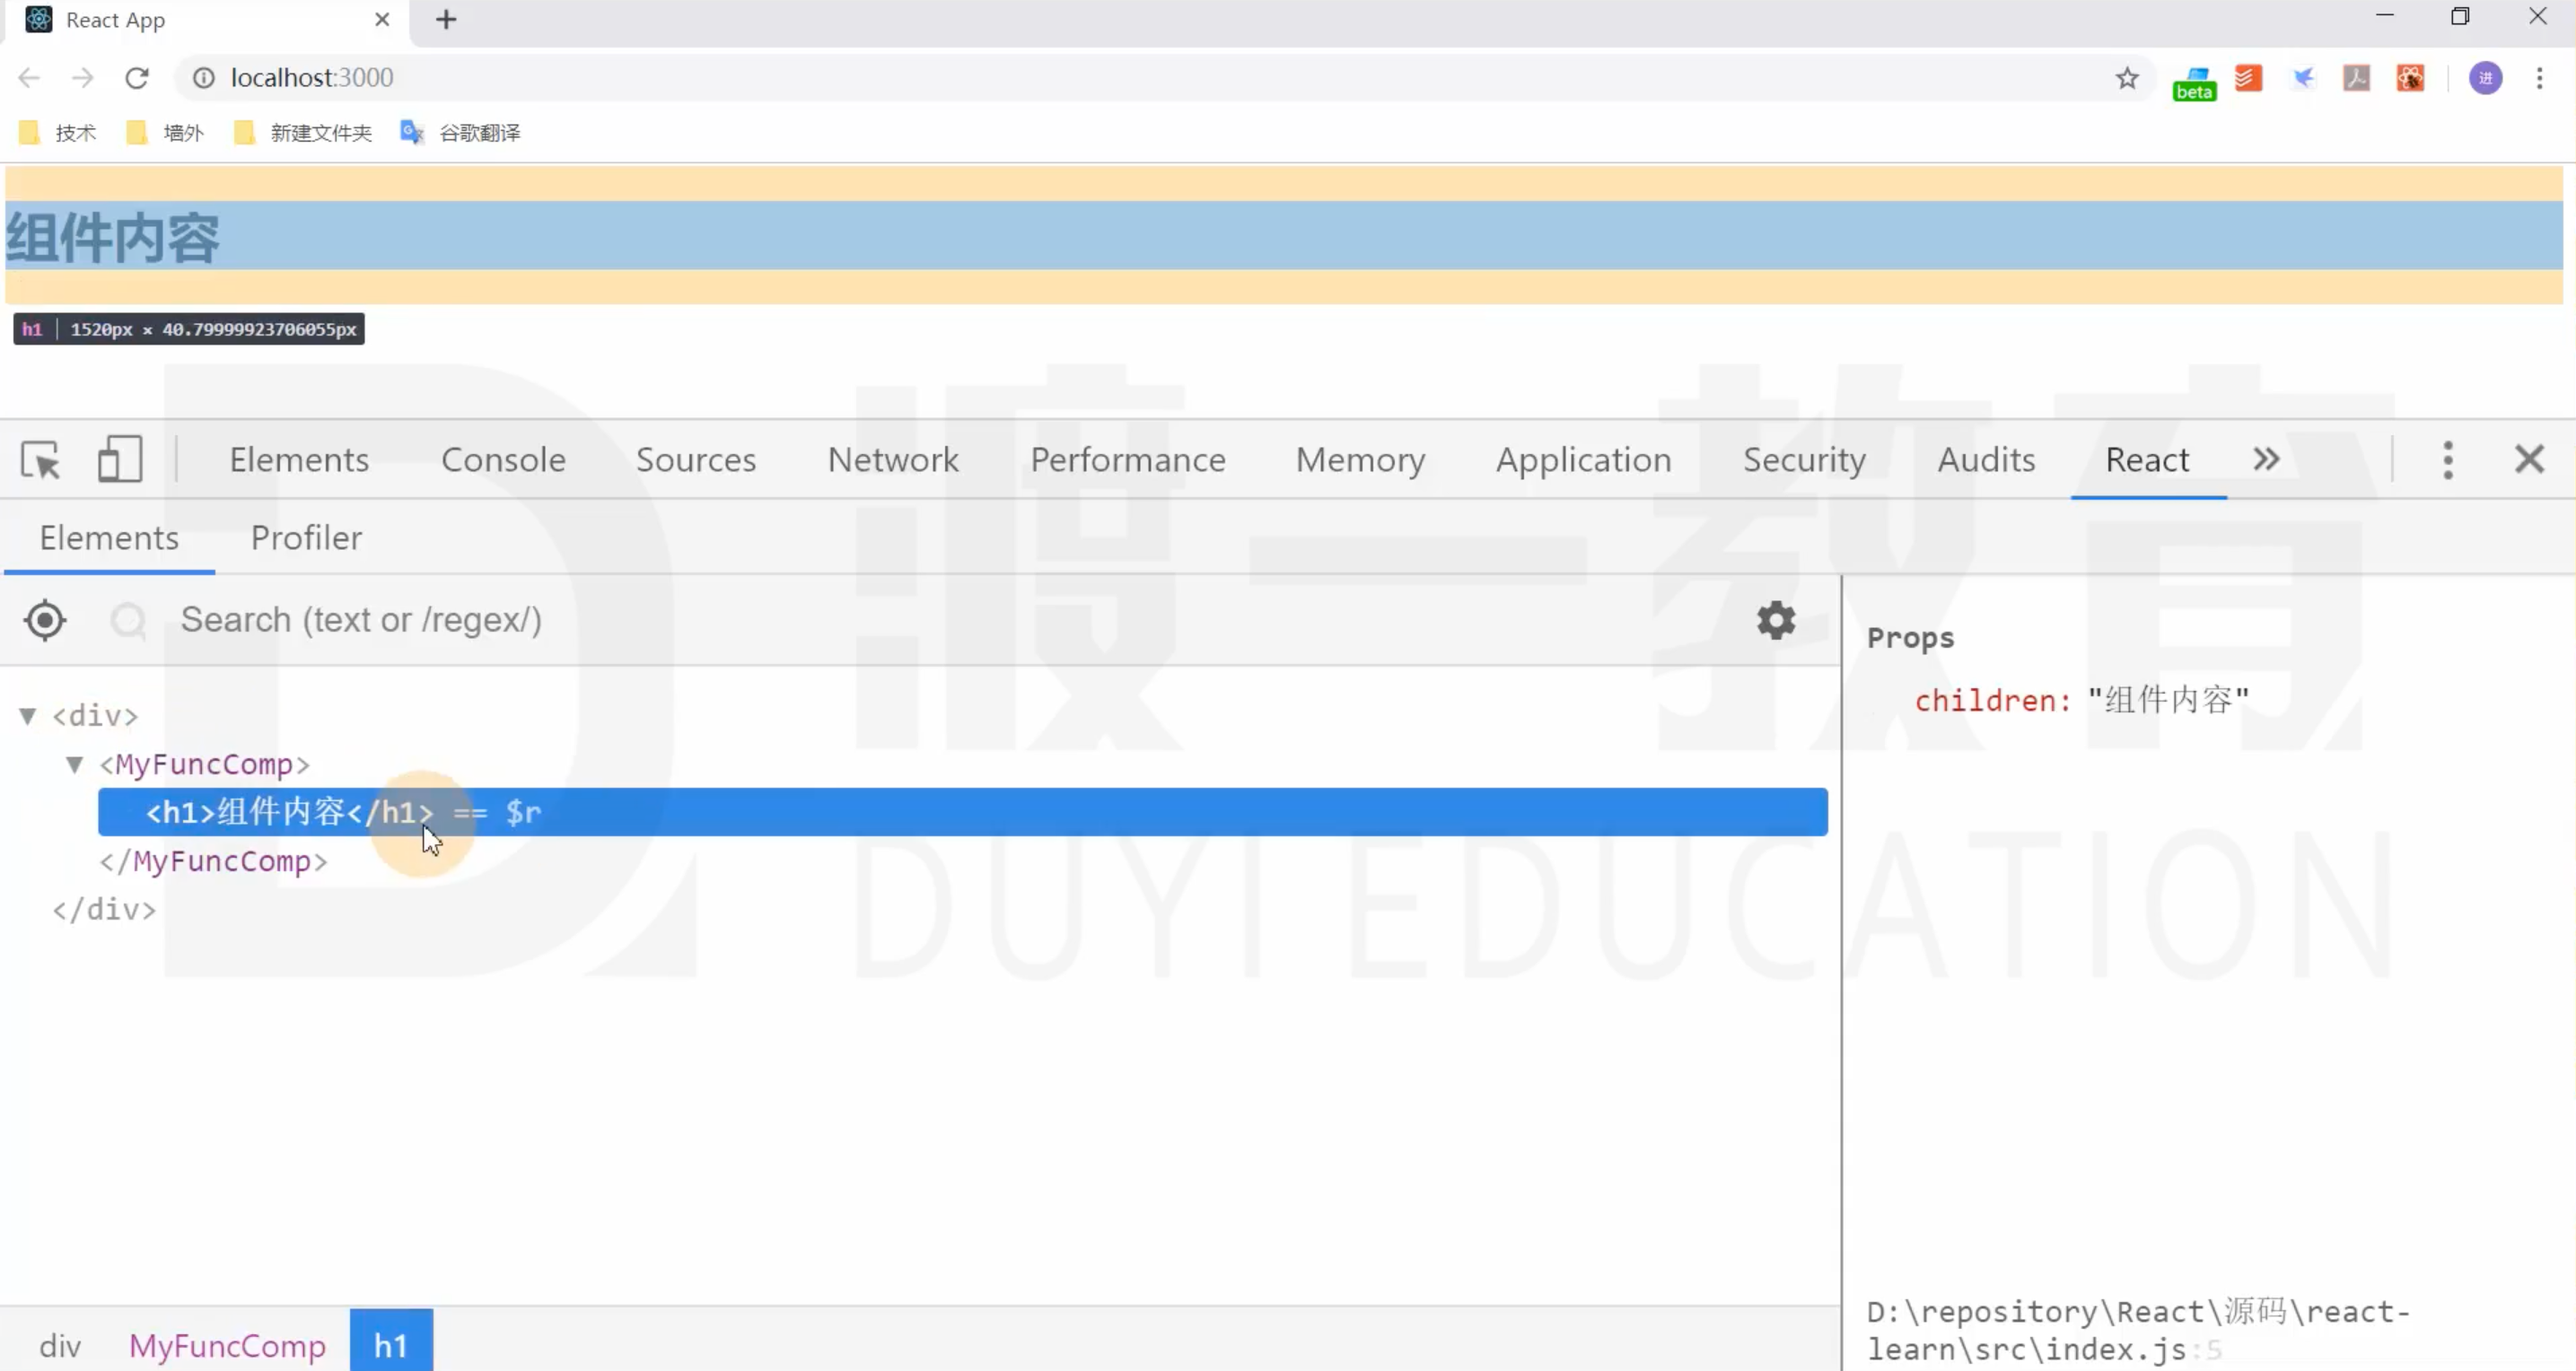 React App
localhost:3000
beta
进
技术 墙外 新建文件夹 谷歌翻译
组件内容
h1 1520px × 40.79999923706055px
渡一教育
DUYI EDUCATION
Elements Console Sources Network Performance Memory Application Security Audits React
Elements Profiler
Search (text or /regex/)
<div>
<MyFuncComp>
<h1>组件内容</h1> == $r
</MyFuncComp>
</div>
Props
children: "组件内容"
D:\repository\React\源码\react-
learn\src\index.js:5
div MyFuncComp h1